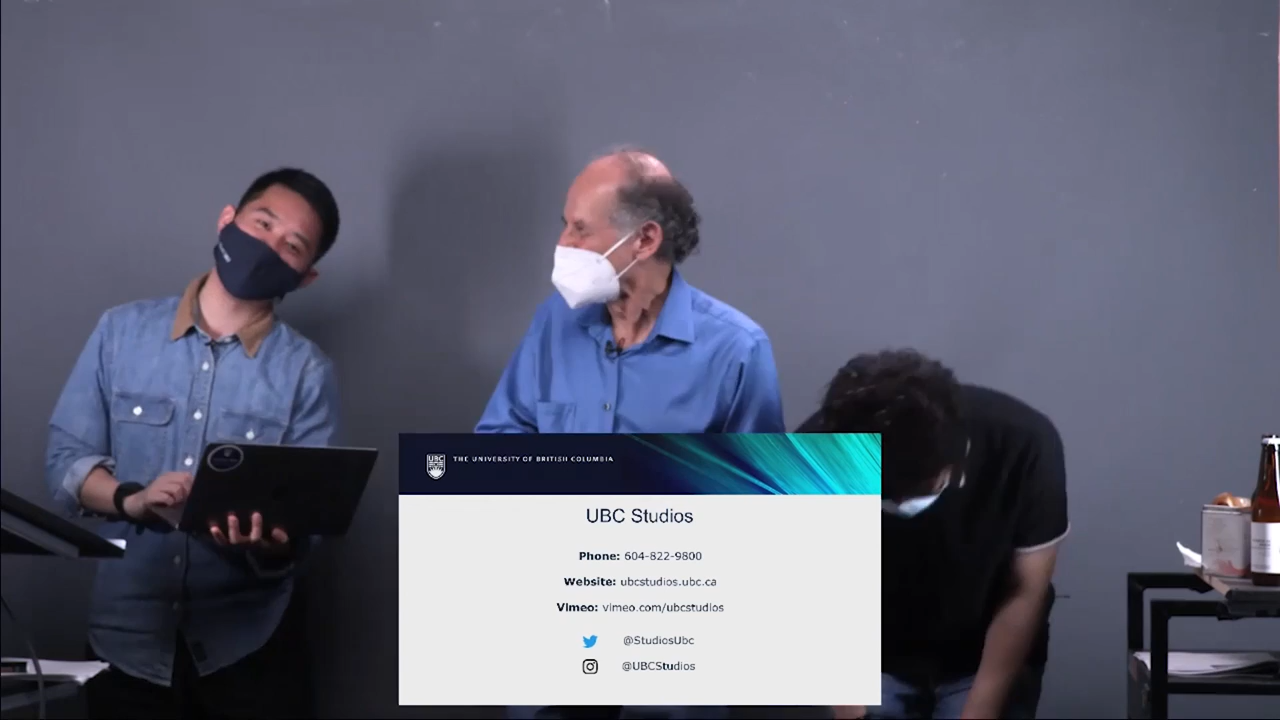 UBC
THE UNIVERSITY OF BRITISH COLUMBIA
UBC Studios
Phone: 604-822-9800
Website: ubcstudios.ubc.ca
Vimeo: vimeo.com/ubcstudios
@StudiosUbc
@UBCStudios